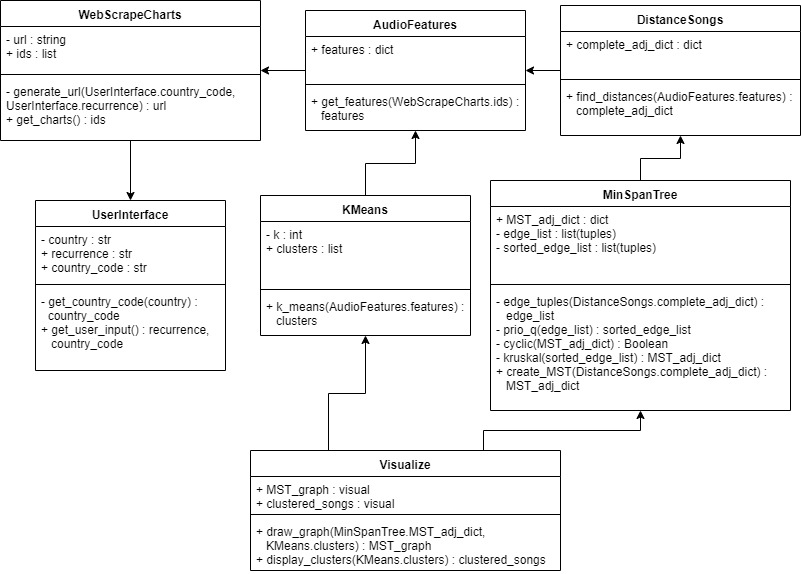 WebScrapeCharts
- url : string
+ ids : list
- generate_url(UserInterface.country_code,
UserInterface.recurrence) : url
+ get_charts() : ids
AudioFeatures
+ features : dict
+ get_features(WebScrapeCharts.ids) :
features
DistanceSongs
+ complete_adj_dict : dict
+ find_distances(AudioFeatures.features) :
complete_adj_dict
UserInterface
- country : str
+ recurrence : str
+ country_code : str
- get_country_code(country) :
country_code
+ get_user_input() : recurrence,
country_code
KMeans
- k : int
+ clusters : list
+ k_means(AudioFeatures.features) :
clusters
MinSpanTree
+ MST_adj_dict : dict
- edge_list : list(tuples)
- sorted_edge_list : list(tuples)
- edge_tuples(DistanceSongs.complete_adj_dict) :
edge_list
- prio_q(edge_list) : sorted_edge_list
- cyclic(MST_adj_dict) : Boolean
- kruskal(sorted_edge_list) : MST_adj_dict
+ create_MST(DistanceSongs.complete_adj_dict) :
MST_adj_dict
Visualize
+ MST_graph : visual
+ clustered_songs : visual
+ draw_graph(MinSpanTree.MST_adj_dict,
KMeans.clusters) : MST_graph
+ display_clusters(KMeans.clusters) : clustered_songs